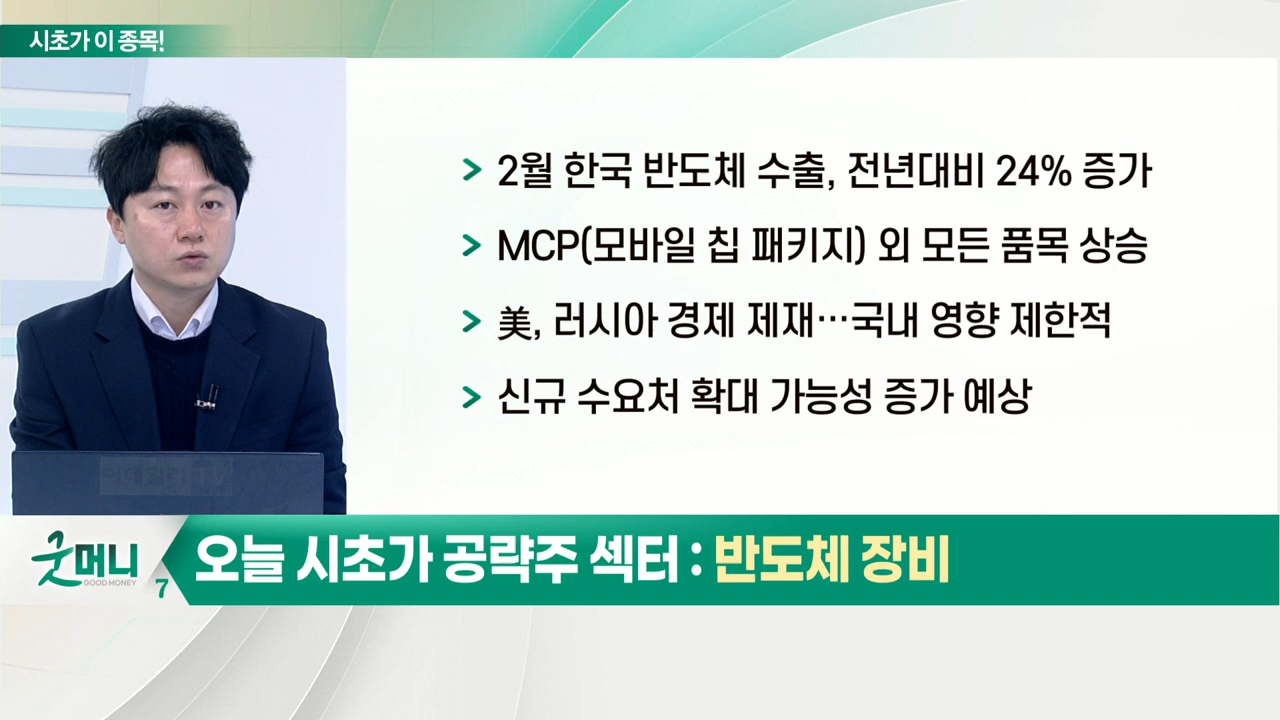 시초가 이 종목!
> 2월 한국 반도체 수출, 전년대비 24% 증가
> MCP(모바일 칩 패키지) 외 모든 품목 상승
> 美, 러시아 경제 제재…국내 영향 제한적
> 신규 수요처 확대 가능성 증가 예상
굿머니
GOOD MONEY
7
오늘 시초가 공략주 섹터 : 반도체 장비